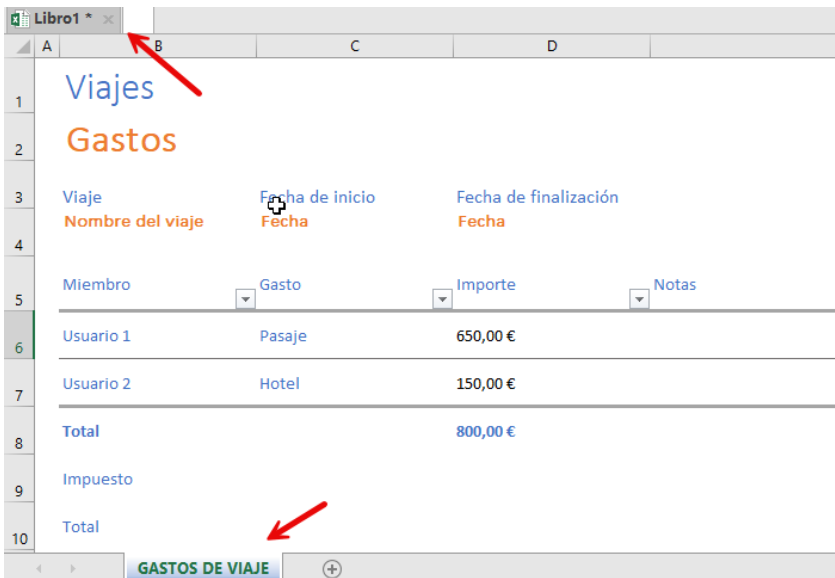 Libro1 *
A B C D
1 Viajes
2 Gastos
3 Viaje Fecha de inicio Fecha de finalización
4 Nombre del viaje Fecha Fecha
5 Miembro Gasto Importe Notas
6 Usuario 1 Pasaje 650,00 €
7 Usuario 2 Hotel 150,00 €
8 Total 800,00 €
9 Impuesto
10 Total
GASTOS DE VIAJE